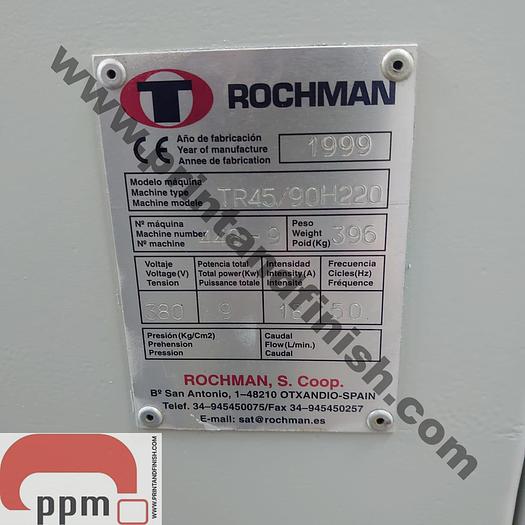 ROCHMAN
CE
Año de fabricación
Year of manufacture
Annee de fabrication
1999
Modelo máquina
Machine type
Machine modele
TR45/90H220
Nº máquina
Machine number
Nº machine
Peso
Weight
Poid(Kg)
396
Voltaje
Voltage(V)
Tension
Potencia total
Total power(Kw)
Puissance totale
Intensidad
Intensity(A)
Intensite
Frecuencia
Cicles(Hz)
Fréquence
380
9
50.
Presión(Kg/Cm2)
Prehension
Pression
Caudal
Flow(L/min.)
Caudal
ROCHMAN, S. Coop.
Bº San Antonio, 1-48210 OTXANDIO-SPAIN
Telef. 34-945450075/Fax 34-945450257
E-mail: sat@rochman.es
www.printandfinish.com
ppm
WWW.PRINTANDFINISH.COM